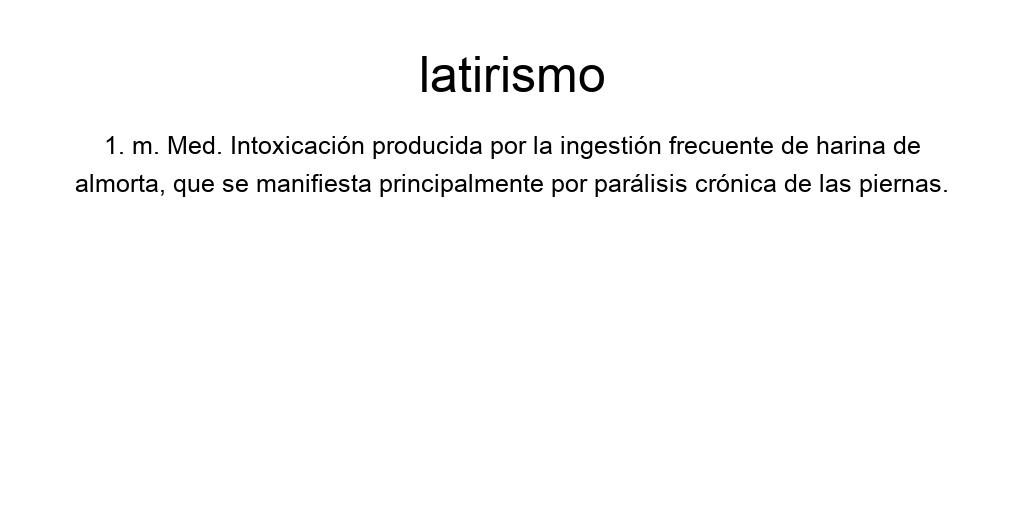 latirismo
1. m. Med. Intoxicación producida por la ingestión frecuente de harina de
almorta, que se manifiesta principalmente por parálisis crónica de las piernas.